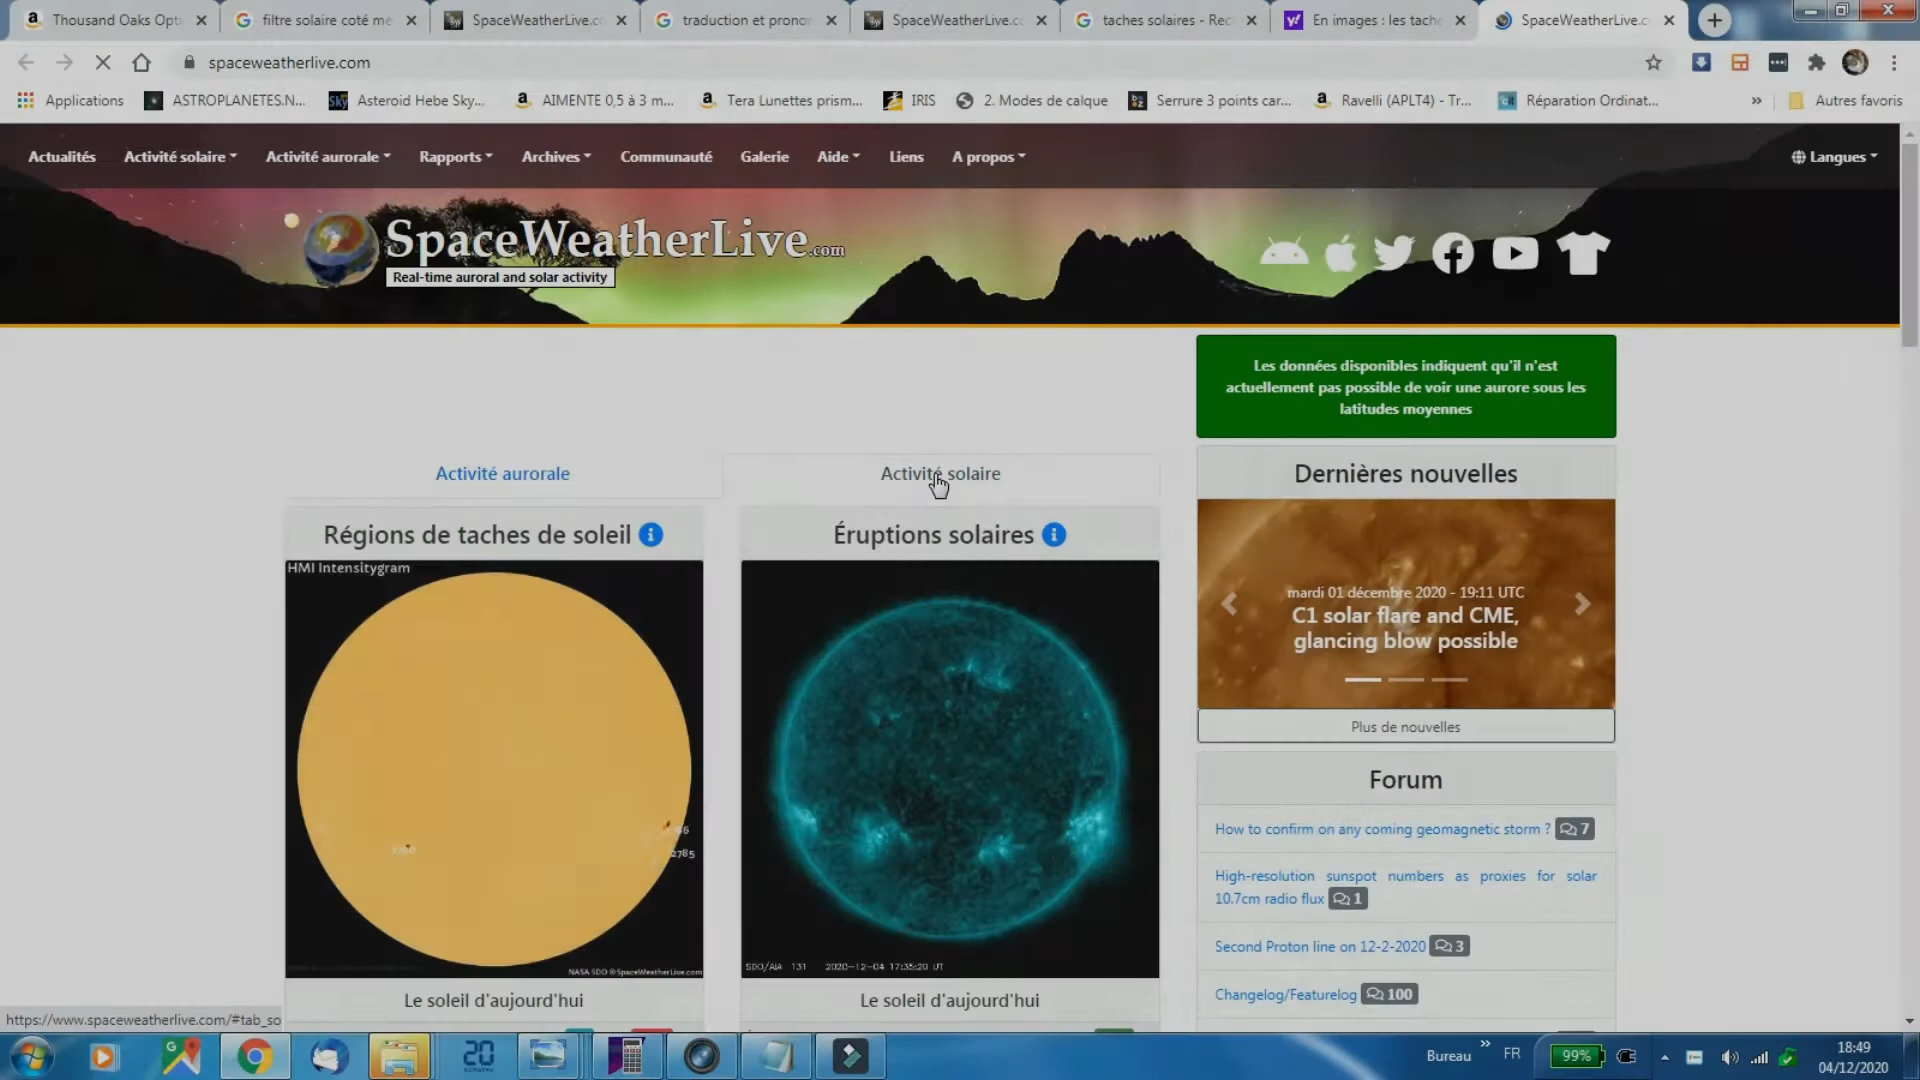 Thousand Oaks Opti
filtre solaire coté me
SpaceWeatherLive.co
traduction et pronon
SpaceWeatherLive.co
taches solaires - Rec
En images : les tache
SpaceWeatherLive.c
spaceweatherlive.com
Applications
ASTROPLANETES.N...
Asteroid Hebe Sky...
AIMENTE 0,5 à 3 m...
Tera Lunettes prism...
IRIS
2. Modes de calque
Serrure 3 points car...
Ravelli (APLT4) - Tr...
Réparation Ordinat...
»
Autres favoris
Actualités
Activité solaire
Activité aurorale
Rapports
Archives
Communauté
Galerie
Aide
Liens
A propos
Langues
SpaceWeatherLive.com
Real-time auroral and solar activity
Les données disponibles indiquent qu'il n'est
actuellement pas possible de voir une aurore sous les
latitudes moyennes
Activité aurorale
Activité solaire
Régions de taches de soleil
HMI Intensitygram
2785
NASA SDO @SpaceWeatherLive.com
Le soleil d'aujourd'hui
Éruptions solaires
SDO/AIA 131 2020-12-04 17:35:20 UT
Le soleil d'aujourd'hui
Dernières nouvelles
mardi 01 décembre 2020 - 19:11 UTC
C1 solar flare and CME,
glancing blow possible
Plus de nouvelles
Forum
How to confirm on any coming geomagnetic storm ? 7
High-resolution sunspot numbers as proxies for solar
10.7cm radio flux 1
Second Proton line on 12-2-2020 3
Changelog/Featurelog 100
https://www.spaceweatherlive.com/#tab_so
20
Bureau
»
FR
99%
18:49
04/12/2020